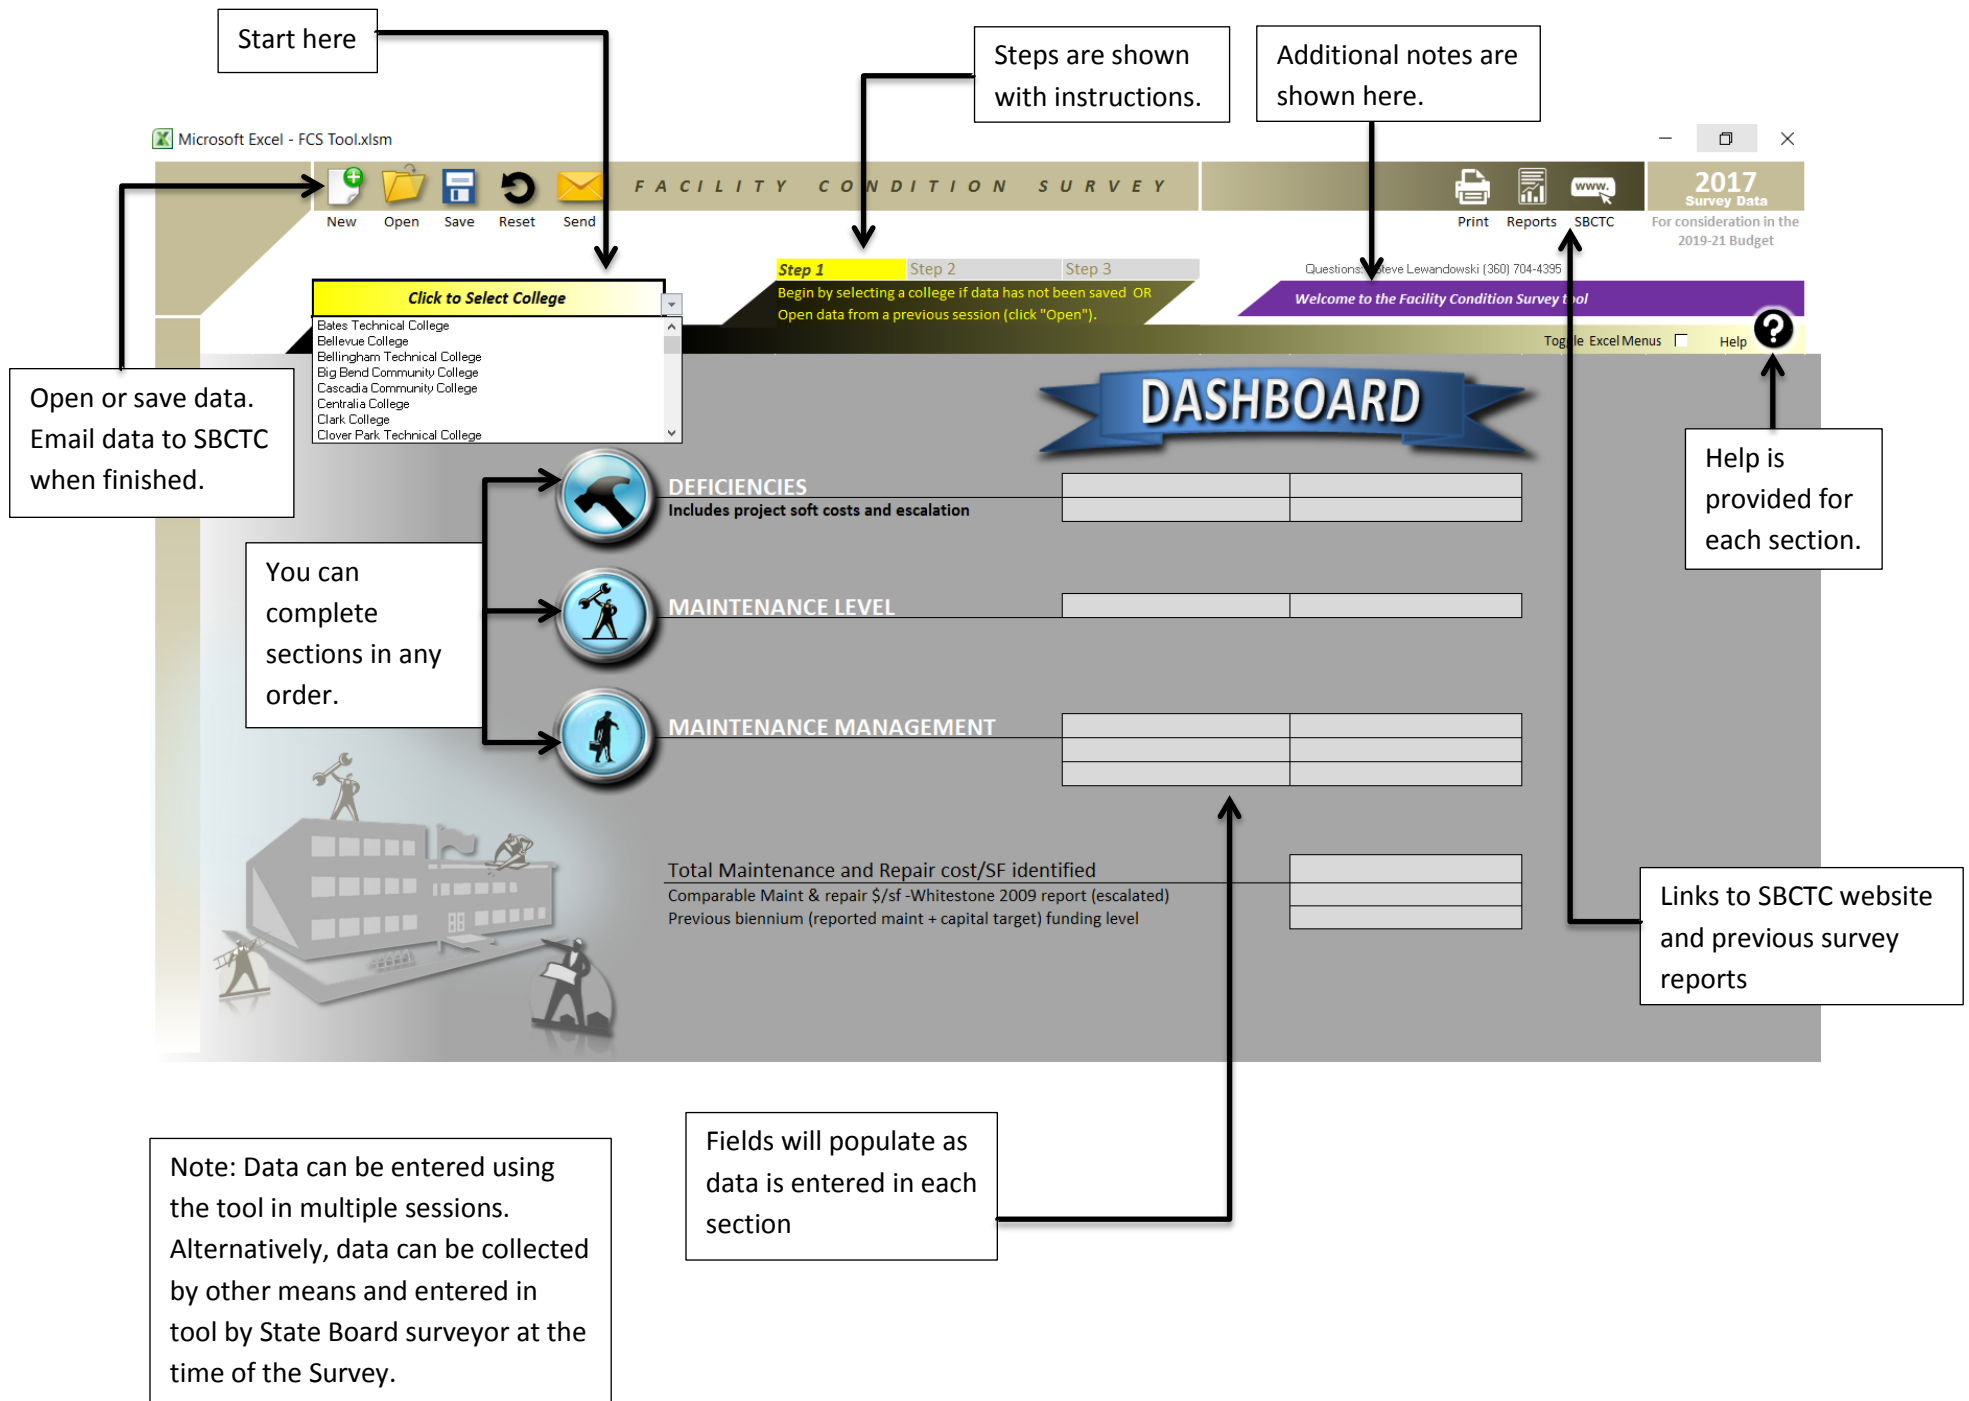 Start here
Steps are shown
with instructions.
Additional notes are
shown here.
Microsoft Excel - FCS Tool.xlsm
FACILITY CONDITION SURVEY
2017
Survey Data
New Open Save Reset Send
Print Reports SBCTC
For consideration in the
2019-21 Budget
Step 1 Step 2 Step 3
Questions: Steve Lewandowski (360) 704-4395
Click to Select College
Begin by selecting a college if data has not been saved OR
Open data from a previous session (click "Open").
Welcome to the Facility Condition Survey tool
www.
Toggle Excel Menus
Help
?
Bates Technical College
Bellevue College
Bellingham Technical College
Big Bend Community College
Cascadia Community College
Centralia College
Clark College
Clover Park Technical College
Open or save data.
Email data to SBCTC
when finished.
DASHBOARD
Help is
provided for
each section.
DEFICIENCIES
Includes project soft costs and escalation
You can
complete
sections in any
order.
MAINTENANCE LEVEL
MAINTENANCE MANAGEMENT
Total Maintenance and Repair cost/SF identified
Comparable Maint & repair $/sf -Whitestone 2009 report (escalated)
Previous biennium (reported maint + capital target) funding level
Links to SBCTC website
and previous survey
reports
Fields will populate as
data is entered in each
section
Note: Data can be entered using
the tool in multiple sessions.
Alternatively, data can be collected
by other means and entered in
tool by State Board surveyor at the
time of the Survey.